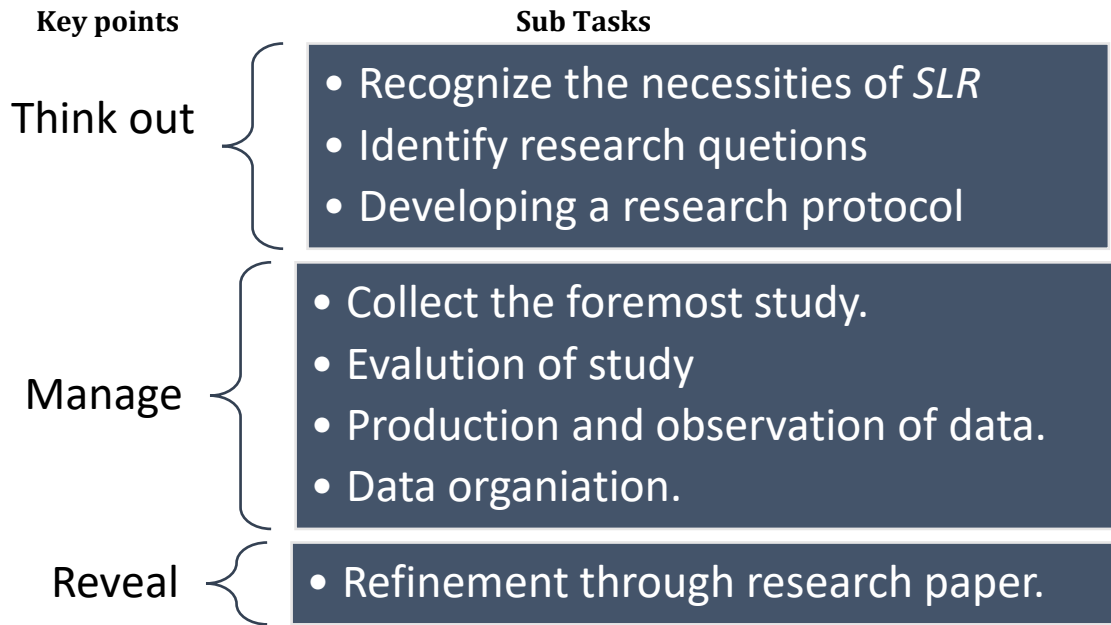 Key points Sub Tasks
Think out
• Recognize the necessities of SLR
• Identify research quetions
• Developing a research protocol
Manage
• Collect the foremost study.
• Evalution of study
• Production and observation of data.
• Data organiation.
Reveal
• Refinement through research paper.